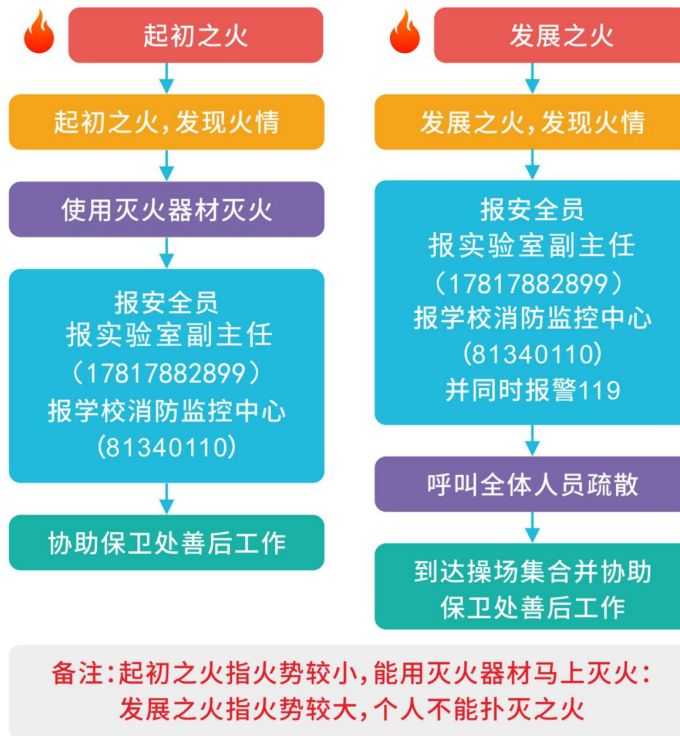 起初之火
起初之火,发现火情
使用灭火器材灭火
报安全员
报实验室副主任
（17817882899）
报学校消防监控中心
(81340110)
协助保卫处善后工作
发展之火
发展之火,发现火情
报安全员
报实验室副主任
（17817882899）
报学校消防监控中心
(81340110)
并同时报警119
呼叫全体人员疏散
到达操场集合并协助
保卫处善后工作
备注:起初之火指火势较小,能用灭火器材马上灭火:
发展之火指火势较大,个人不能扑灭之火